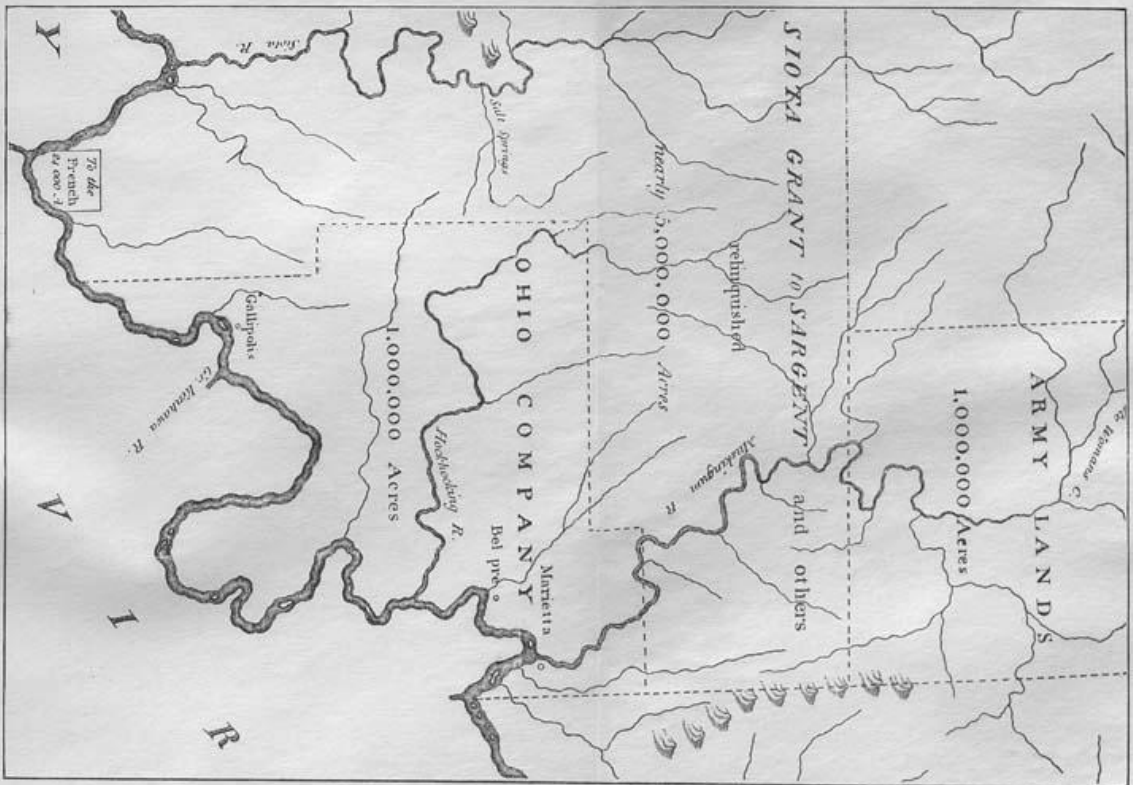 ARMY LANDS
1,000,000 Acres
Womans C.
SIOTA GRANT to SARGENT
and others
relinquished
nearly 5,000,000 Acres
Muskingum
R
Siota
R.
Salt Springs
OHIO COMPANY
Marietta
Bel pre
Hockhocking R.
1,000,000 Acres
Gallipolis
Gr. Kenhawa R.
To the
French
24 000 A
Y
V I R